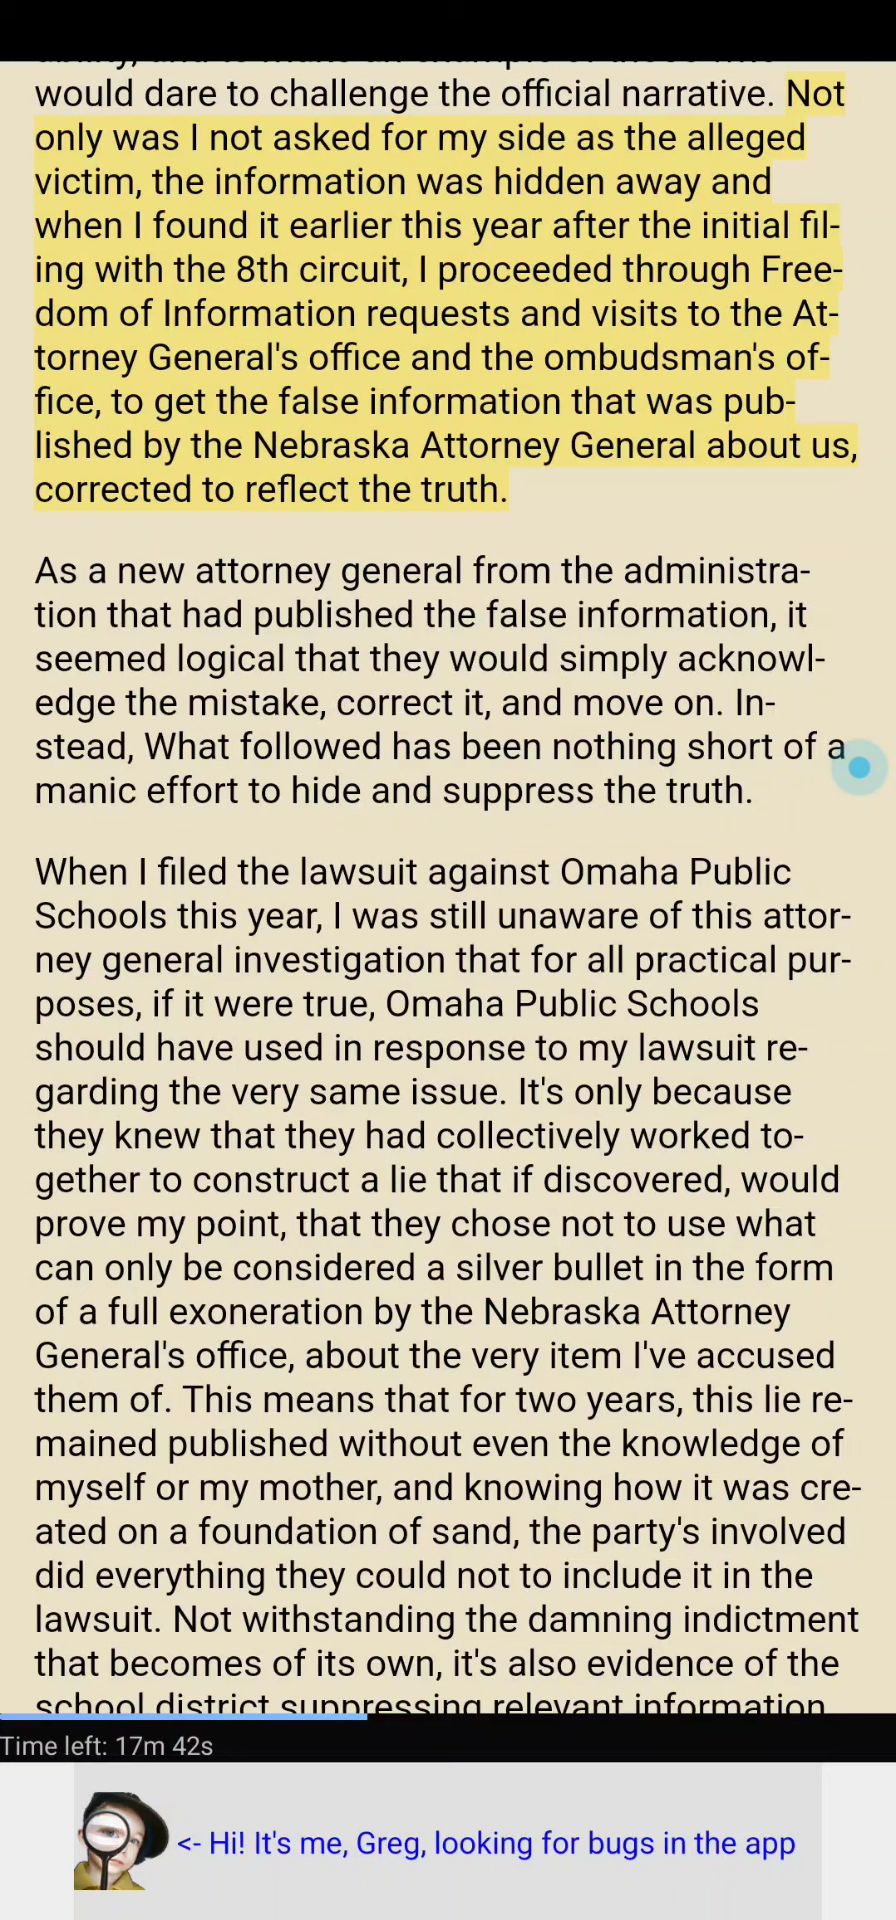 would dare to challenge the official narrative. Not
only was I not asked for my side as the alleged
victim, the information was hidden away and
when I found it earlier this year after the initial fil-
ing with the 8th circuit, I proceeded through Free-
dom of Information requests and visits to the At-
torney General's office and the ombudsman's of-
fice, to get the false information that was pub-
lished by the Nebraska Attorney General about us,
corrected to reflect the truth.
As a new attorney general from the administra-
tion that had published the false information, it
seemed logical that they would simply acknowl-
edge the mistake, correct it, and move on. In-
stead, What followed has been nothing short of a
manic effort to hide and suppress the truth.
When I filed the lawsuit against Omaha Public
Schools this year, I was still unaware of this attor-
ney general investigation that for all practical pur-
poses, if it were true, Omaha Public Schools
should have used in response to my lawsuit re-
garding the very same issue. It's only because
they knew that they had collectively worked to-
gether to construct a lie that if discovered, would
prove my point, that they chose not to use what
can only be considered a silver bullet in the form
of a full exoneration by the Nebraska Attorney
General's office, about the very item I've accused
them of. This means that for two years, this lie re-
mained published without even the knowledge of
myself or my mother, and knowing how it was cre-
ated on a foundation of sand, the party's involved
did everything they could not to include it in the
lawsuit. Not withstanding the damning indictment
that becomes of its own, it's also evidence of the
school district suppressing relevant information
Time left: 17m 42s
<- Hi! It's me, Greg, looking for bugs in the app